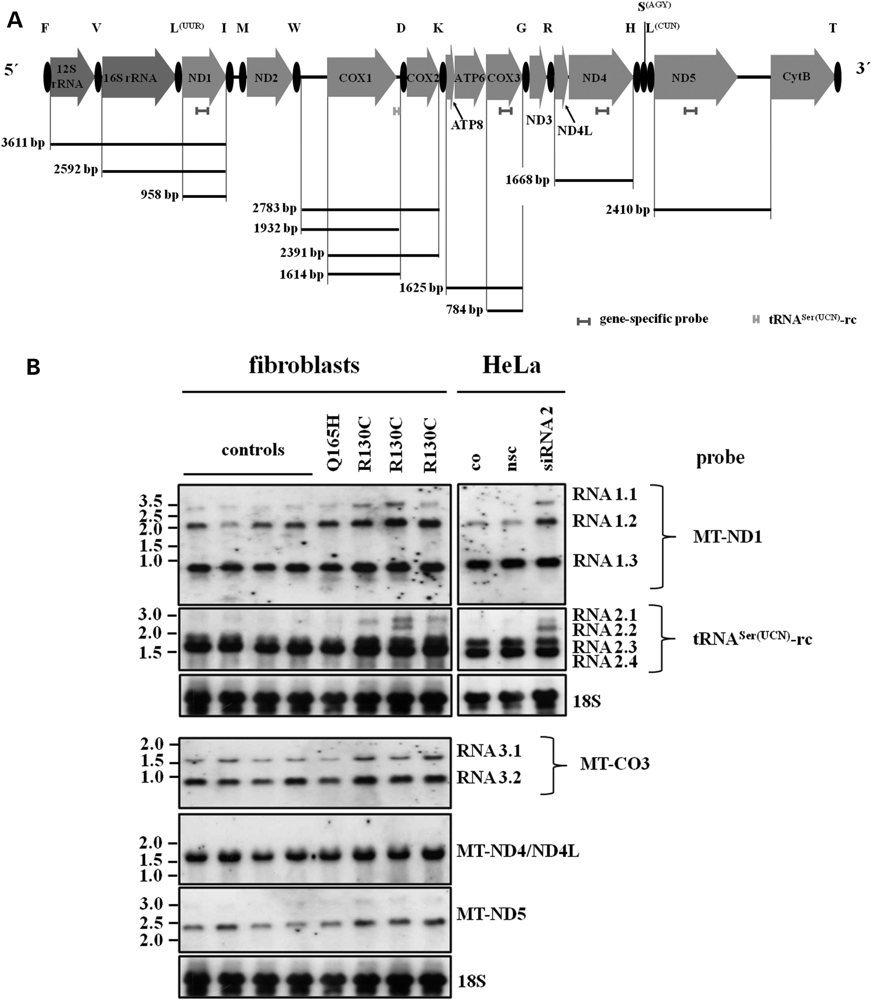 A
S(AGY)
F V L(UUR) I M W D K G R H L(CUN) T
5´ 3´
12S rRNA
16S rRNA
ND1
ND2
COX1
COX2
ATP6
COX3
ND4
ND5
CytB
ATP8
ND3
ND4L
3611 bp
2592 bp
958 bp
1668 bp
2783 bp
2410 bp
1932 bp
2391 bp
1614 bp
1625 bp
784 bp
gene-specific probe
tRNASer(UCN)-rc
B
fibroblasts HeLa
controls Q165H R130C R130C R130C co nsc siRNA2 probe
3.5
2.5
2.0
1.5
1.0
RNA 1.1
RNA 1.2
RNA 1.3
MT-ND1
3.0
2.0
1.5
RNA 2.1
RNA 2.2
RNA 2.3
RNA 2.4
tRNASer(UCN)-rc
18S
2.0
1.5
1.0
RNA 3.1
RNA 3.2
MT-CO3
2.0
1.5
1.0
MT-ND4/ND4L
3.0
2.5
2.0
MT-ND5
18S